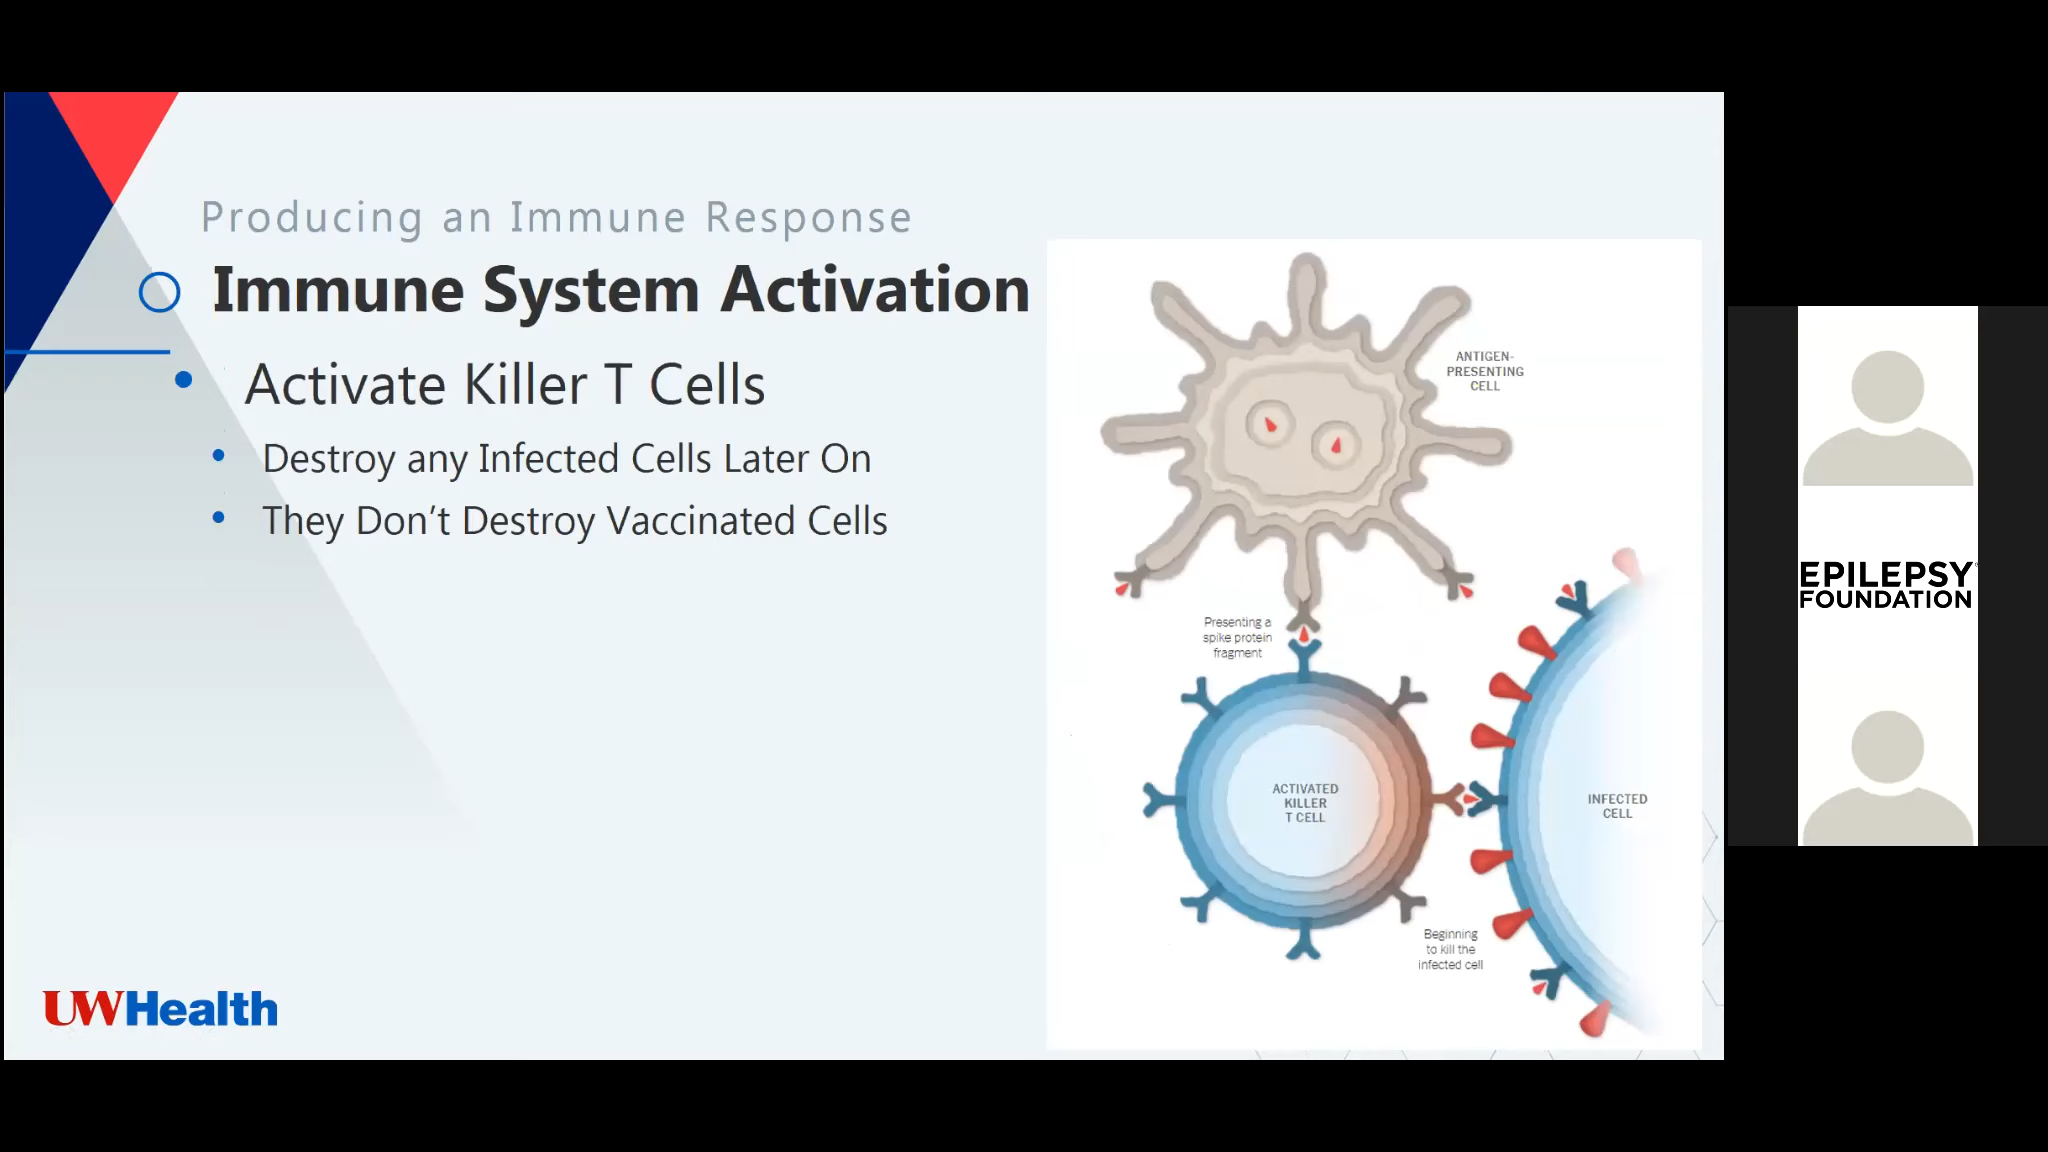 Producing an Immune Response
Immune System Activation
• Activate Killer T Cells
• Destroy any Infected Cells Later On
• They Don’t Destroy Vaccinated Cells
ANTIGEN-
PRESENTING
CELL
Presenting a
spike protein
fragment
ACTIVATED
KILLER
T CELL
INFECTED
CELL
Beginning
to kill the
infected cell
UWHealth
EPILEPSY
FOUNDATION